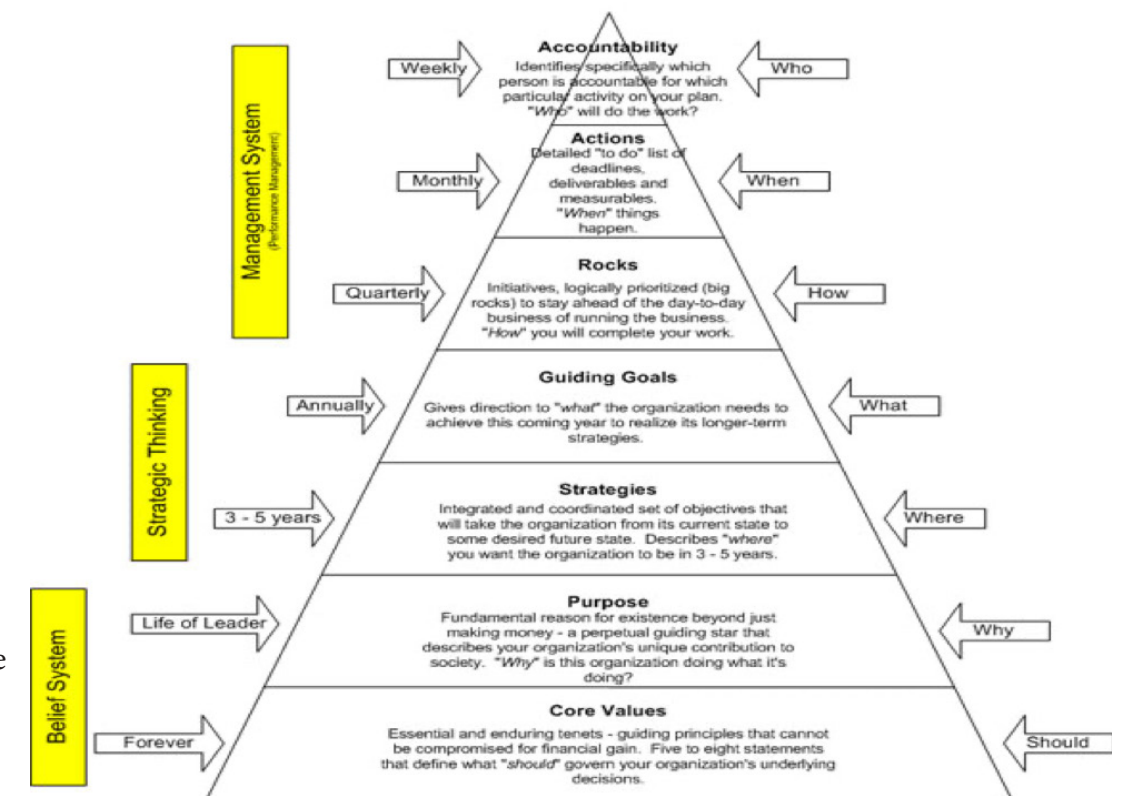 Accountability
Weekly
Identifies specifically which
person is accountable for which
particular activity on your plan.
"Who" will do the work?
Who
Management System
(Performance Management)
Actions
Monthly
Detailed "to do" list of
deadlines,
deliverables and
measurables.
"When" things
happen.
When
Rocks
Quarterly
Initiatives, logically prioritized (big
rocks) to stay ahead of the day-to-day
business of running the business.
"How" you will complete your work.
How
Strategic Thinking
Guiding Goals
Annually
Gives direction to "what" the organization needs to
achieve this coming year to realize its longer-term
strategies.
What
Strategies
3 - 5 years
Integrated and coordinated set of objectives that
will take the organization from its current state to
some desired future state. Describes "where"
you want the organization to be in 3 - 5 years.
Where
Belief System
Purpose
Life of Leader
Fundamental reason for existence beyond just
making money - a perpetual guiding star that
describes your organization's unique contribution to
society. "Why" is this organization doing what it's
doing?
Why
e
Core Values
Forever
Essential and enduring tenets - guiding principles that cannot
be compromised for financial gain. Five to eight statements
that define what "should" govern your organization's underlying
decisions.
Should